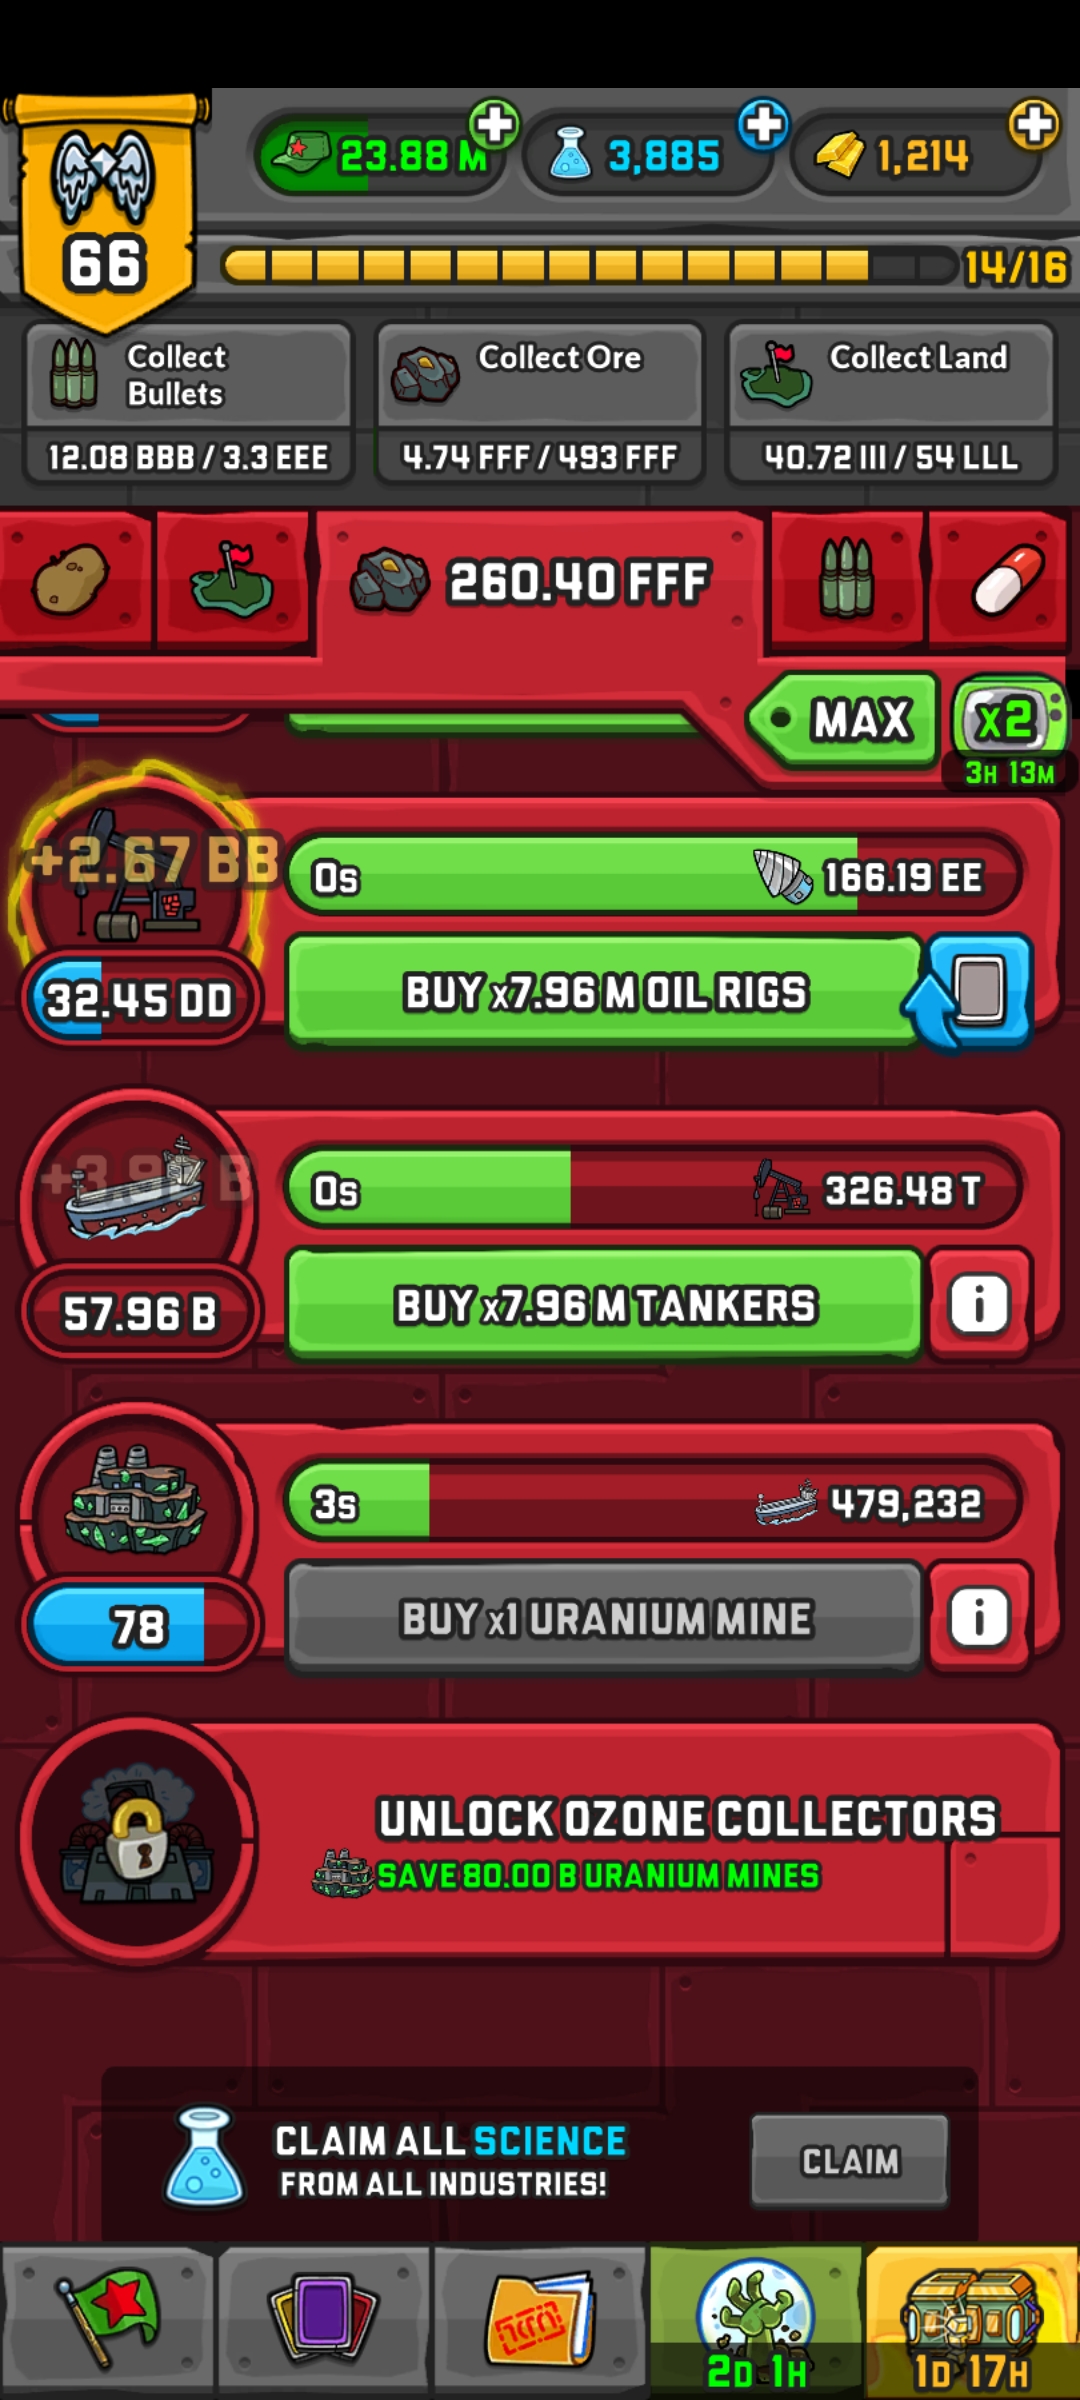 23.88 M
3,885
1,214
66
14/16
Collect
Bullets
12.08 BBB / 3.3 EEE
Collect Ore
4.74 FFF / 493 FFF
Collect Land
40.72 III / 54 LLL
260.40 FFF
MAX
x2
3H 13M
+2.67 BB
0s
166.19 EE
32.45 DD
BUY x7.96 M OIL RIGS
0s
326.48 T
57.96 B
BUY x7.96 M TANKERS
i
3s
479,232
78
BUY x1 URANIUM MINE
i
UNLOCK OZONE COLLECTORS
SAVE 80.00 B URANIUM MINES
CLAIM ALL SCIENCE
FROM ALL INDUSTRIES!
CLAIM
2D 1H
1D 17H